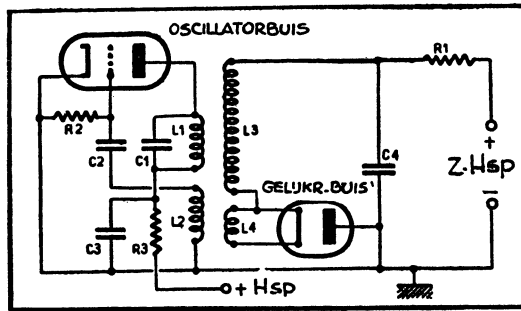 OSCILLATORBUIS
R1
R2
L1
L3
C2
C1
C4
+
Z.Hsp
−
GELIJKR.BUIS'
L2
L4
C3
R3
+ Hsp